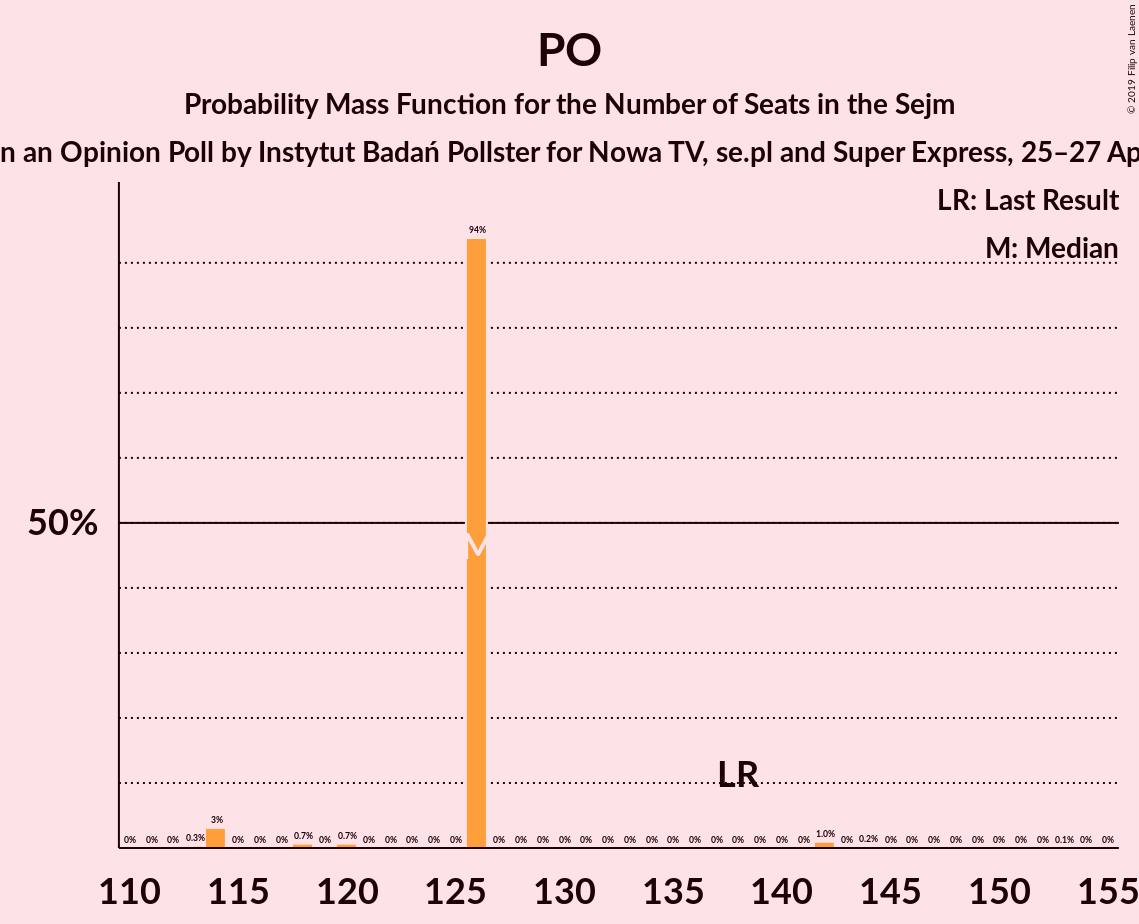 PO
Probability Mass Function for the Number of Seats in the Sejm
n an Opinion Poll by Instytut Badań Pollster for Nowa TV, se.pl and Super Express, 25–27 Ap
© 2019 Filip van Laenen
LR: Last Result
M: Median
94%
50%
M
LR
0% 0% 0% 0.3% 3% 0% 0% 0% 0.7% 0% 0.7% 0% 0% 0% 0% 0% 0% 0% 0% 0% 0% 0% 0% 0% 0% 0% 0% 0% 0% 0% 0% 1.0% 0% 0.2% 0% 0% 0% 0% 0% 0% 0% 0% 0.1% 0% 0%
110 115 120 125 130 135 140 145 150 155